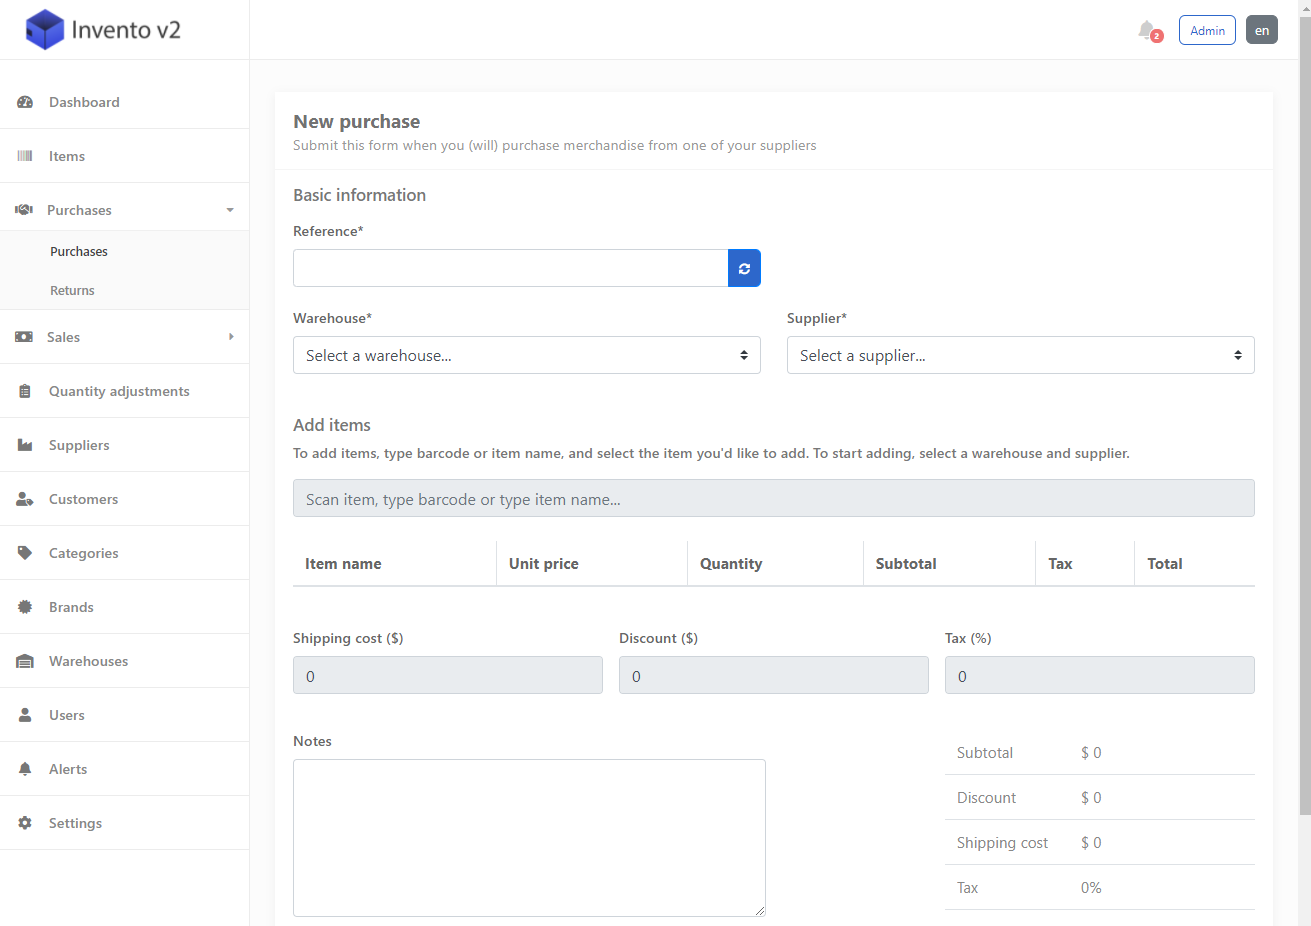 Invento v2
2
Admin
en
Dashboard
Items
Purchases
Purchases
Returns
Sales
Quantity adjustments
Suppliers
Customers
Categories
Brands
Warehouses
Users
Alerts
Settings
New purchase
Submit this form when you (will) purchase merchandise from one of your suppliers
Basic information
Reference*
Warehouse* Supplier*
Select a warehouse... Select a supplier...
Add items
To add items, type barcode or item name, and select the item you'd like to add. To start adding, select a warehouse and supplier.
Scan item, type barcode or type item name...
Item name Unit price Quantity Subtotal Tax Total
Shipping cost ($) Discount ($) Tax (%)
0 0 0
Notes
Subtotal $ 0
Discount $ 0
Shipping cost $ 0
Tax 0%